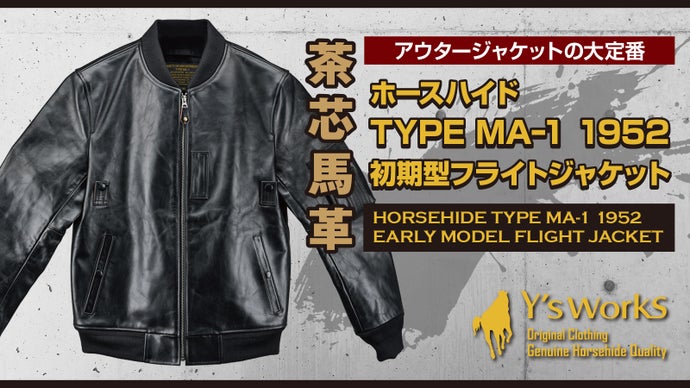 アウタージャケットの大定番
茶芯馬革
ホースハイド
TYPE MA-1 1952
初期型フライトジャケット
HORSEHIDE TYPE MA-1 1952
EARLY MODEL FLIGHT JACKET
Y's WORKS
Original Clothing
Genuine Horsehide Quality